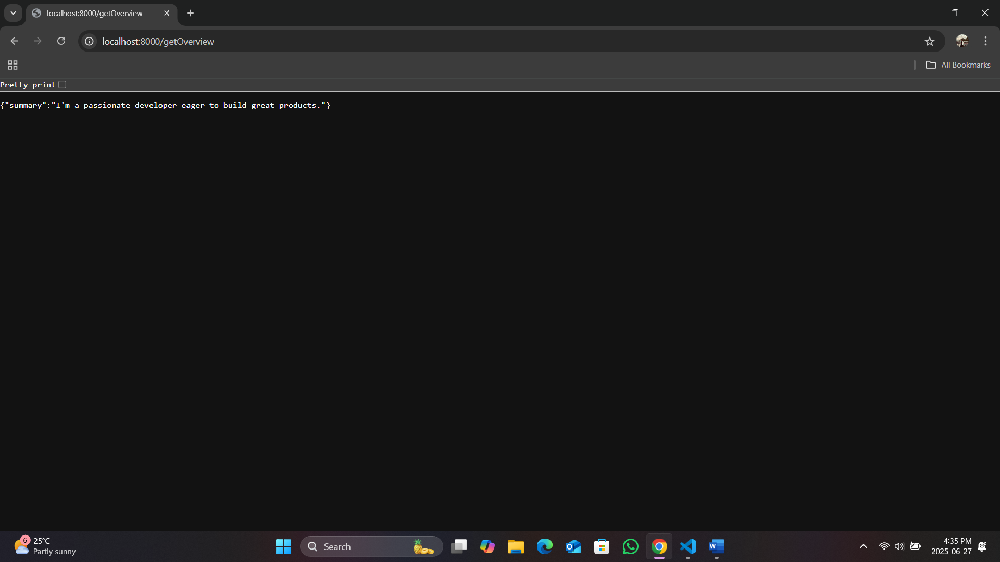 localhost:8000/getOverview
localhost:8000/getOverview
All Bookmarks
Pretty-print
{"summary":"I'm a passionate developer eager to build great products."}
6
25°C
Partly sunny
Search
4:35 PM
2025-06-27